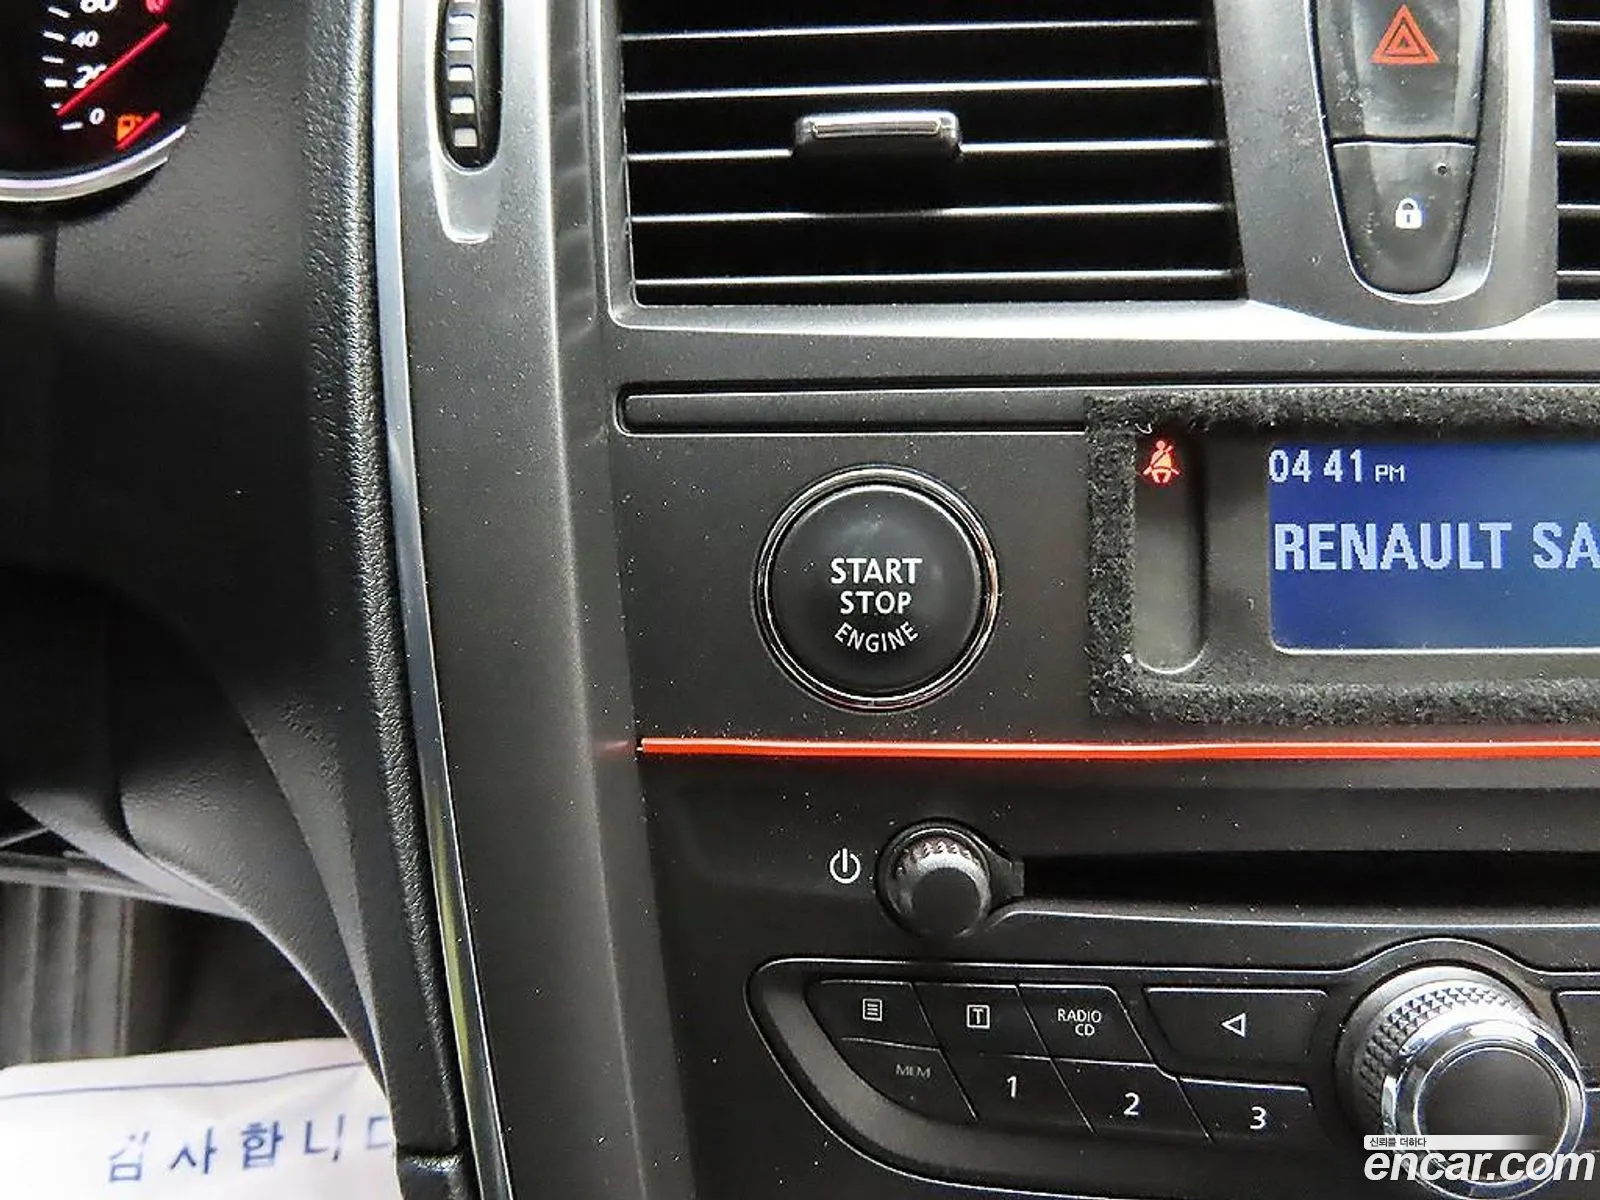 40
20
0
04 41 PM
RENAULT SA
START
STOP
ENGINE
T
RADIO
CD
MEM
1
2
3
감사합니다
신뢰를 더하다
encar.com